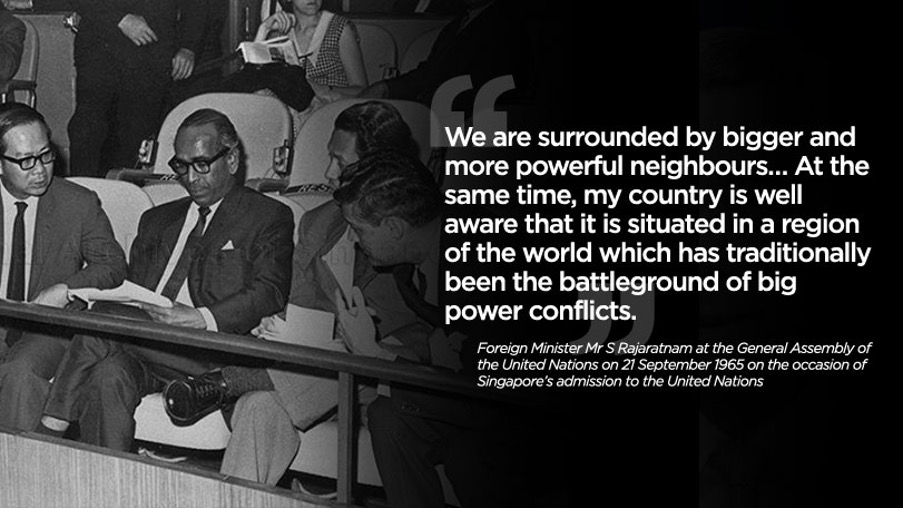 We are surrounded by bigger and
more powerful neighbours... At the
same time, my country is well
aware that it is situated in a region
of the world which has traditionally
been the battleground of big
power conflicts.
Foreign Minister Mr S Rajaratnam at the General Assembly of
the United Nations on 21 September 1965 on the occasion of
Singapore's admission to the United Nations